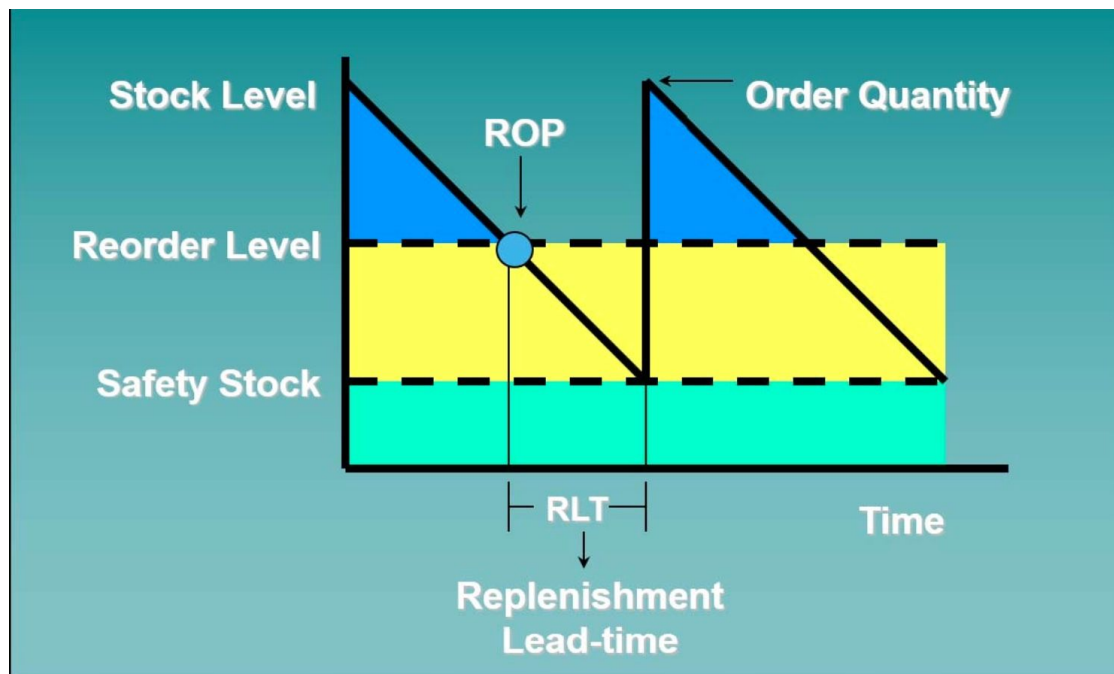 Stock Level
Order Quantity
ROP
Reorder Level
Safety Stock
RLT
Time
Replenishment
Lead-time